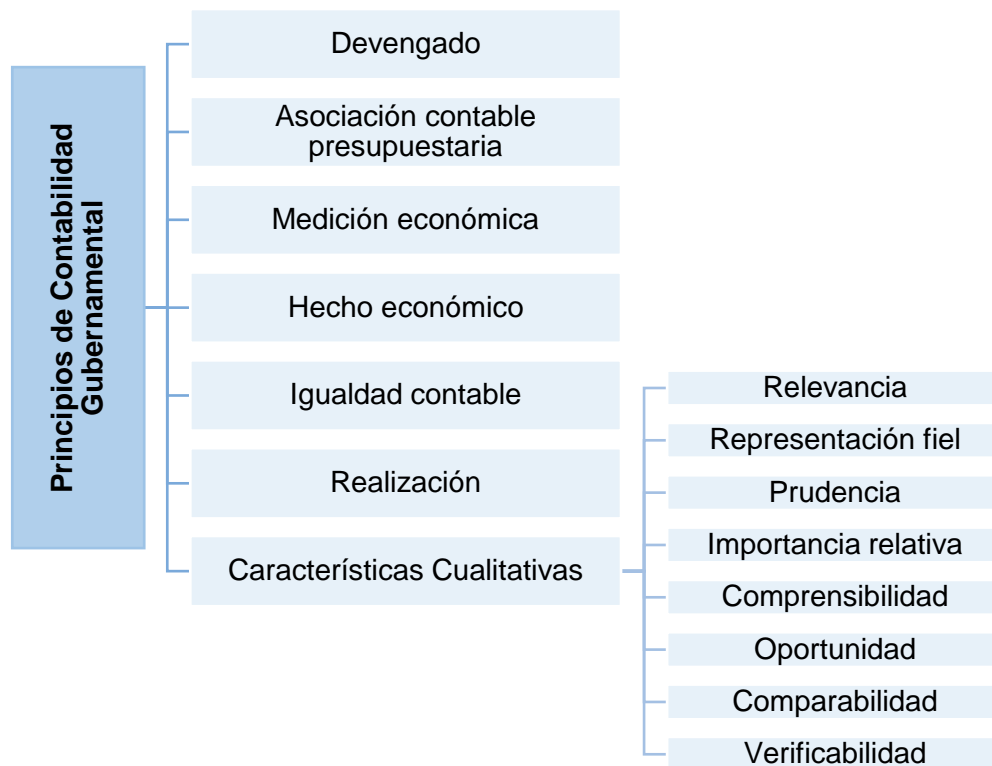 Principios de Contabilidad
Gubernamental
Devengado
Asociación contable
presupuestaria
Medición económica
Hecho económico
Igualdad contable
Realización
Características Cualitativas
Relevancia
Representación fiel
Prudencia
Importancia relativa
Comprensibilidad
Oportunidad
Comparabilidad
Verificabilidad